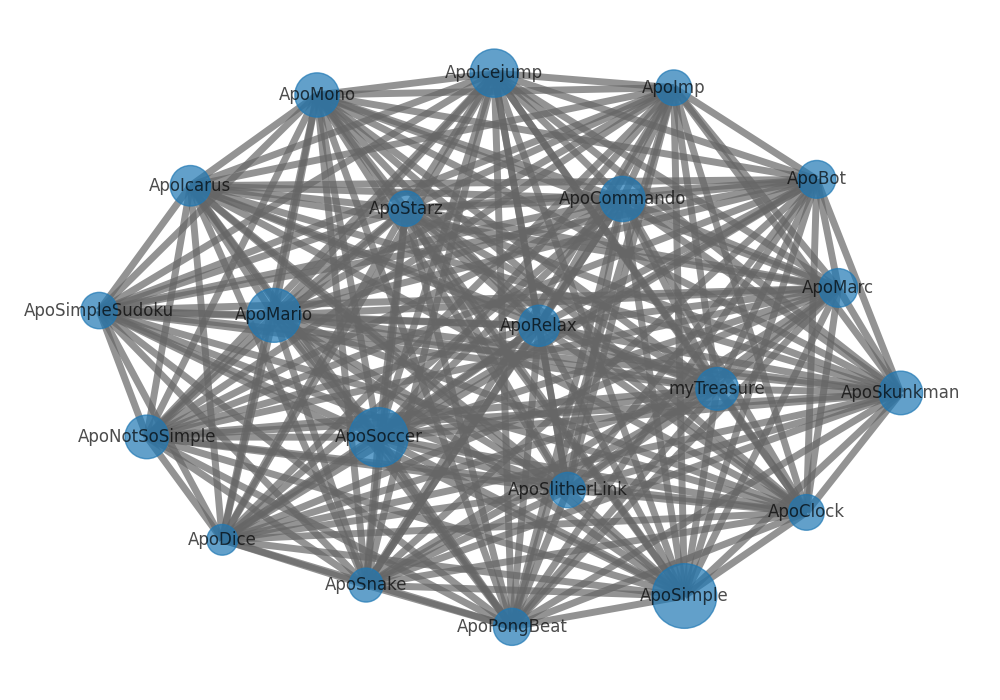 ApoIcejump
ApoImp
ApoMono
ApoBot
ApoIcarus
ApoCommando
ApoStarz
ApoMarc
ApoSimpleSudoku
ApoMario
ApoRelax
myTreasure
ApoSkunkman
ApoNotSoSimple
ApoSoccer
ApoSlitherLink
ApoClock
ApoDice
ApoSnake
ApoSimple
ApoPongBeat